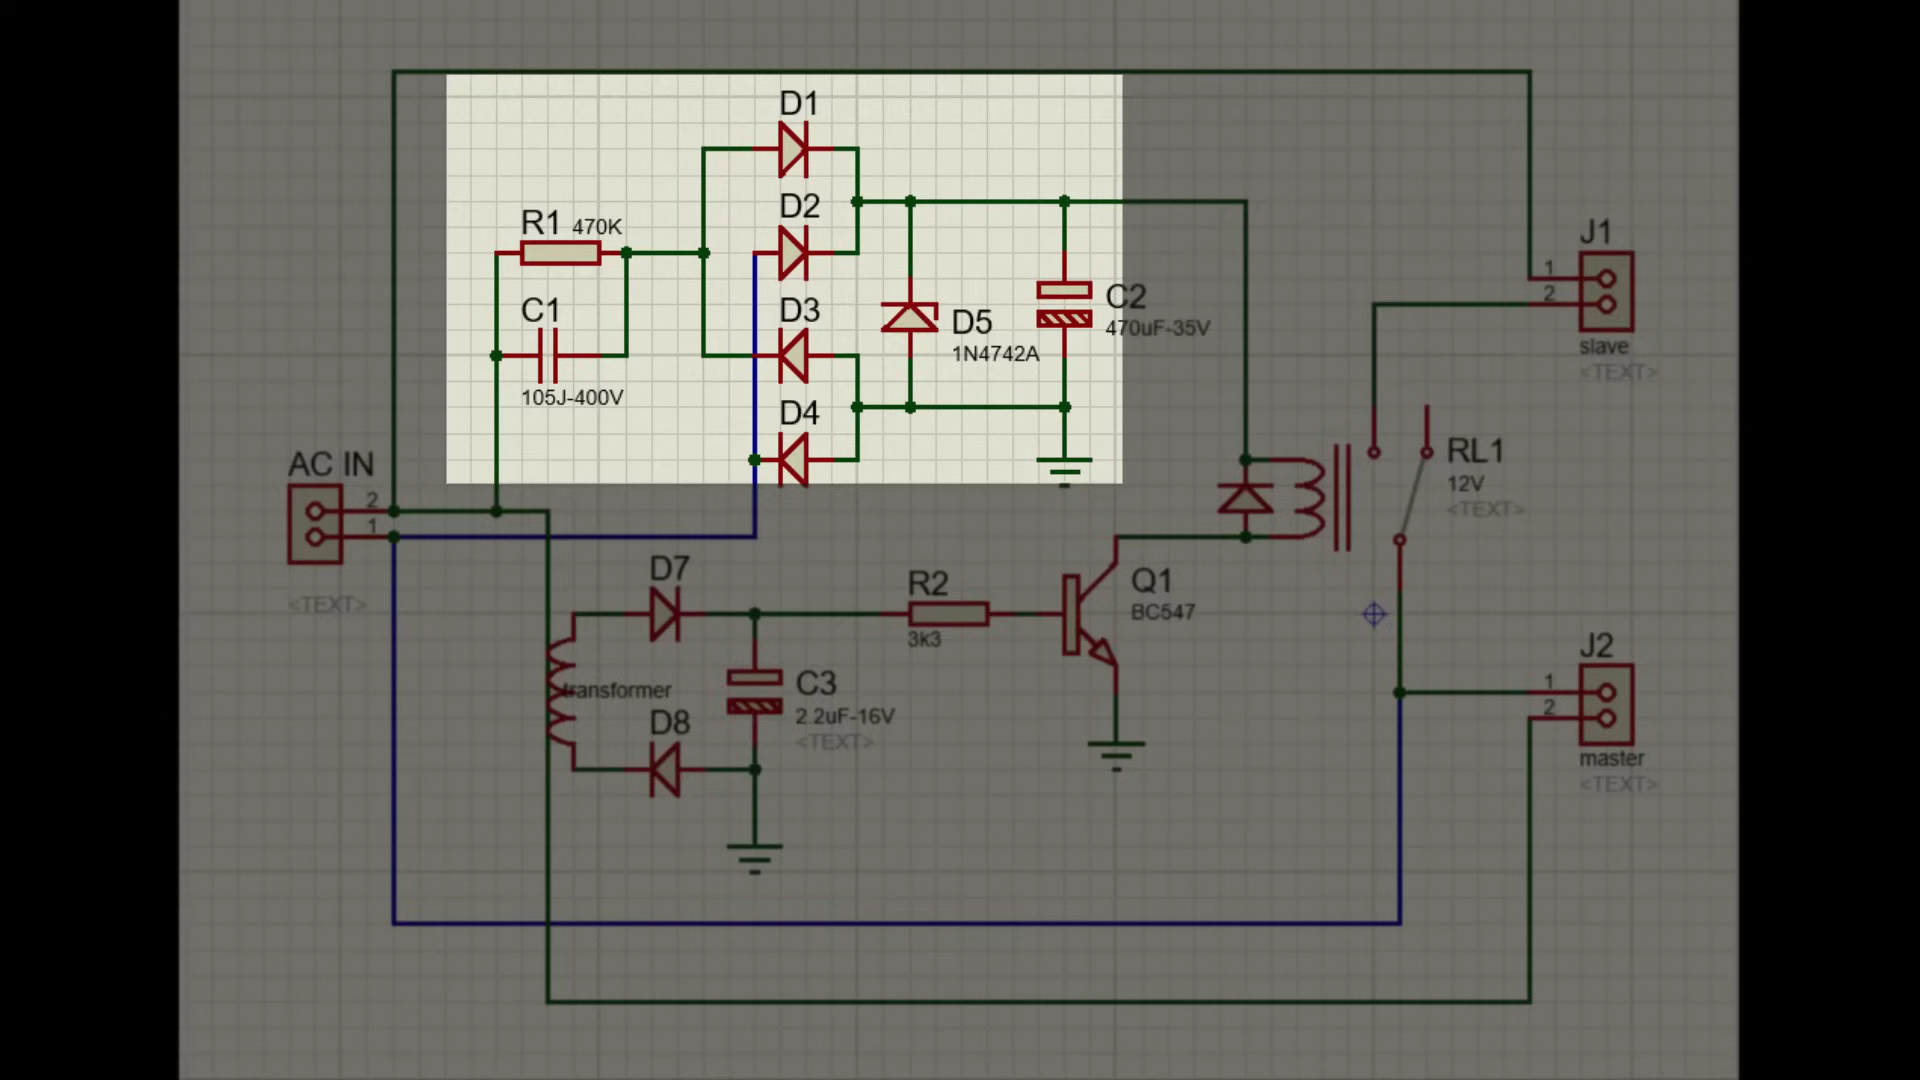 D1
D2
R1 470K
J1
1
2
C1
D3
C2
D5
470uF-35V
1N4742A
slave
<TEXT>
105J-400V
D4
AC IN
2
1
RL1
12V
<TEXT>
D7
R2
Q1
BC547
<TEXT>
3k3
J2
transformer
C3
1
2
D8
2.2uF-16V
<TEXT>
master
<TEXT>